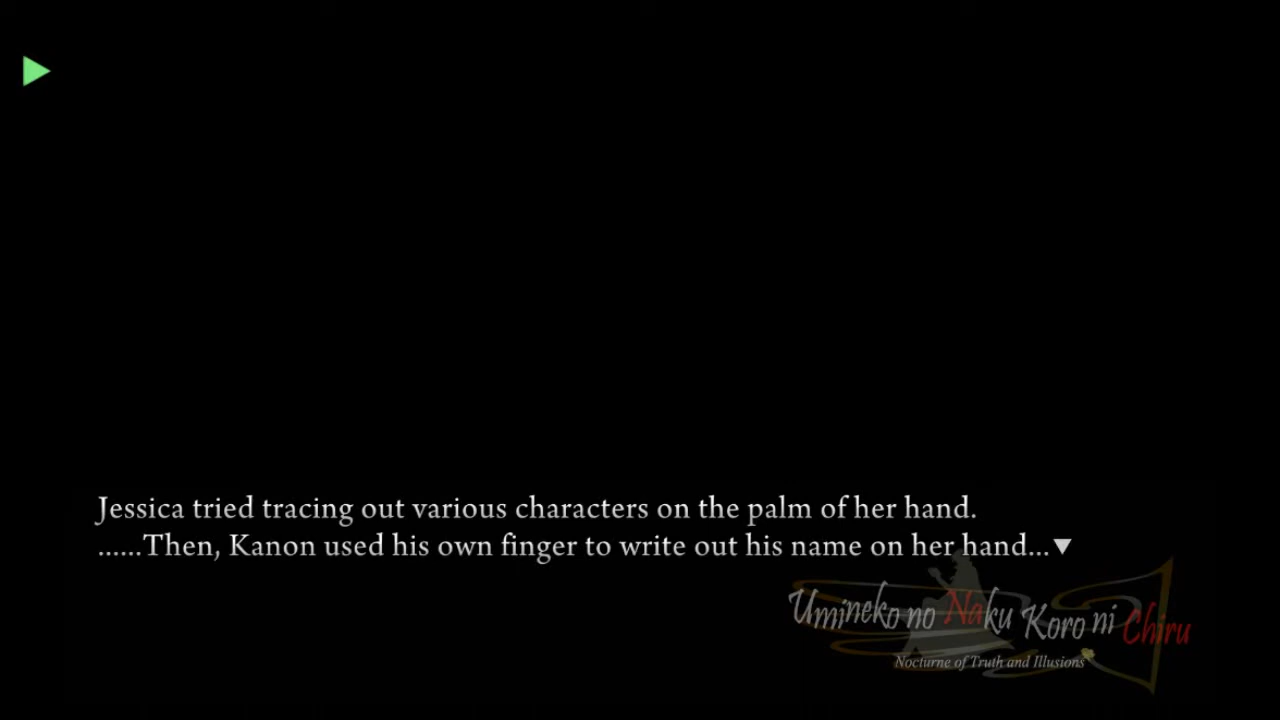 Jessica tried tracing out various characters on the palm of her hand.
......Then, Kanon used his own finger to write out his name on her hand...
Umineko no Naku Koro ni Chiru
Nocturne of Truth and Illusions